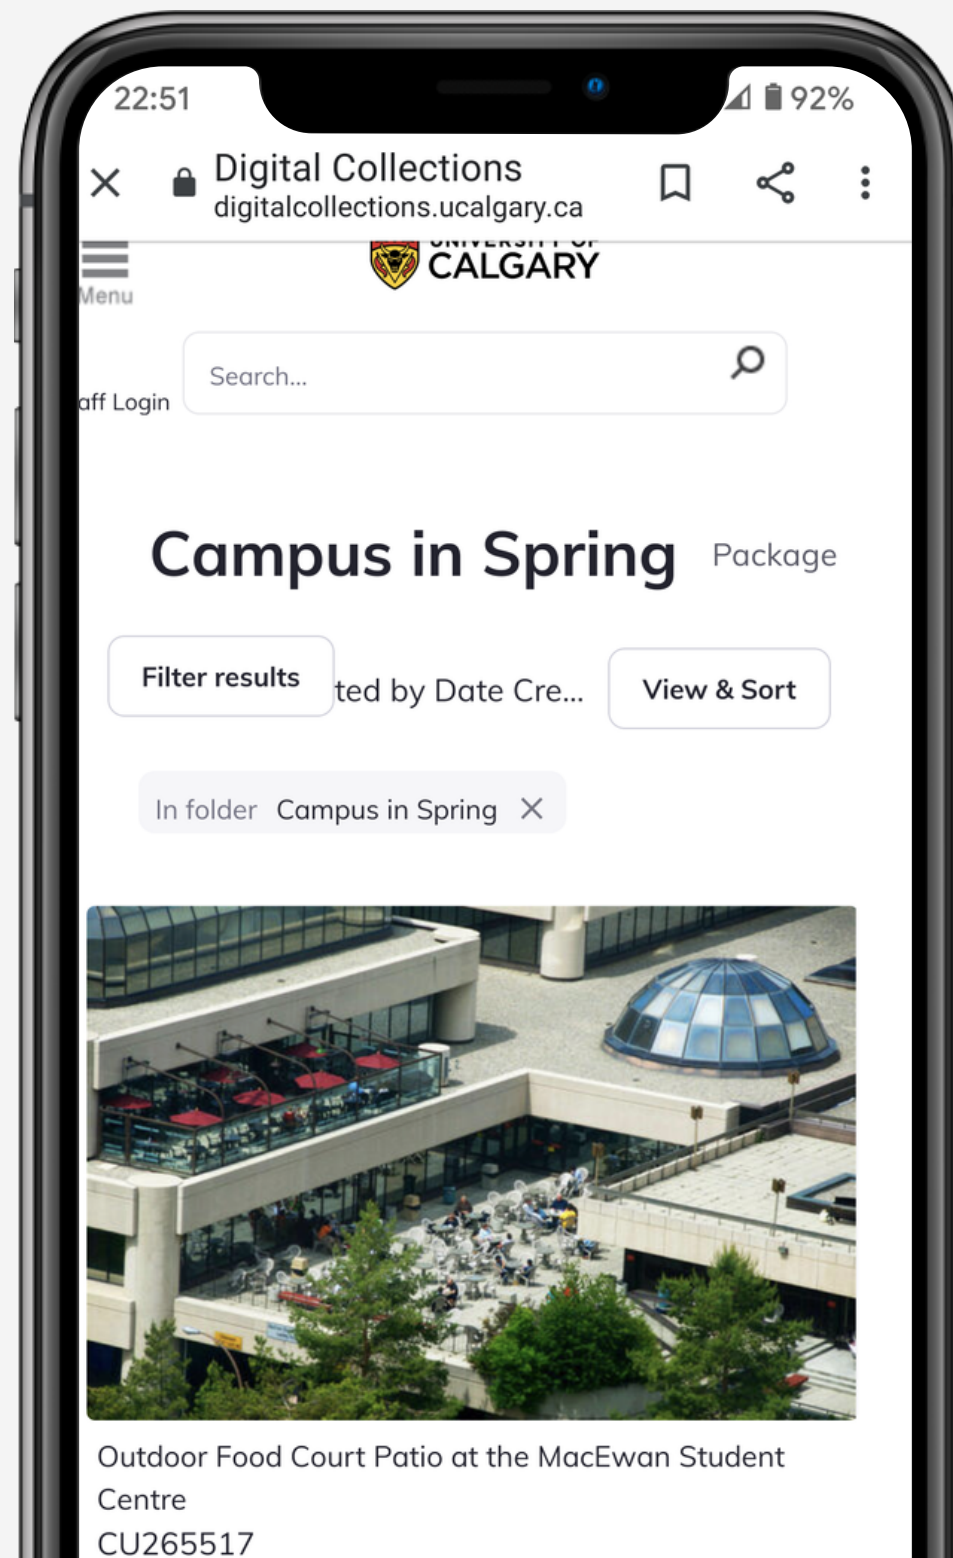 22:51
92%
Digital Collections
digitalcollections.ucalgary.ca
UNIVERSITY OF
CALGARY
Menu
Search...
aff Login
Campus in Spring Package
Filter results
ted by Date Cre...
View & Sort
In folder Campus in Spring
Outdoor Food Court Patio at the MacEwan Student
Centre
CU265517